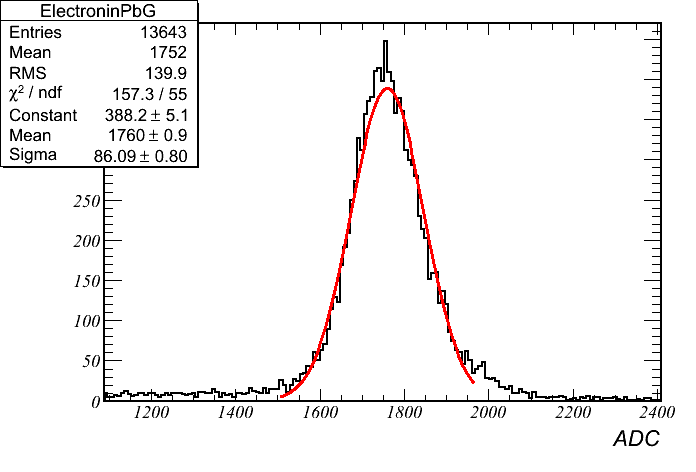 ElectroninPbG
Entries 13643
Mean 1752
RMS 139.9
χ² / ndf 157.3 / 55
Constant 388.2 ± 5.1
Mean 1760 ± 0.9
Sigma 86.09 ± 0.80
250
200
150
100
50
0
1200 1400 1600 1800 2000 2200 2400
ADC